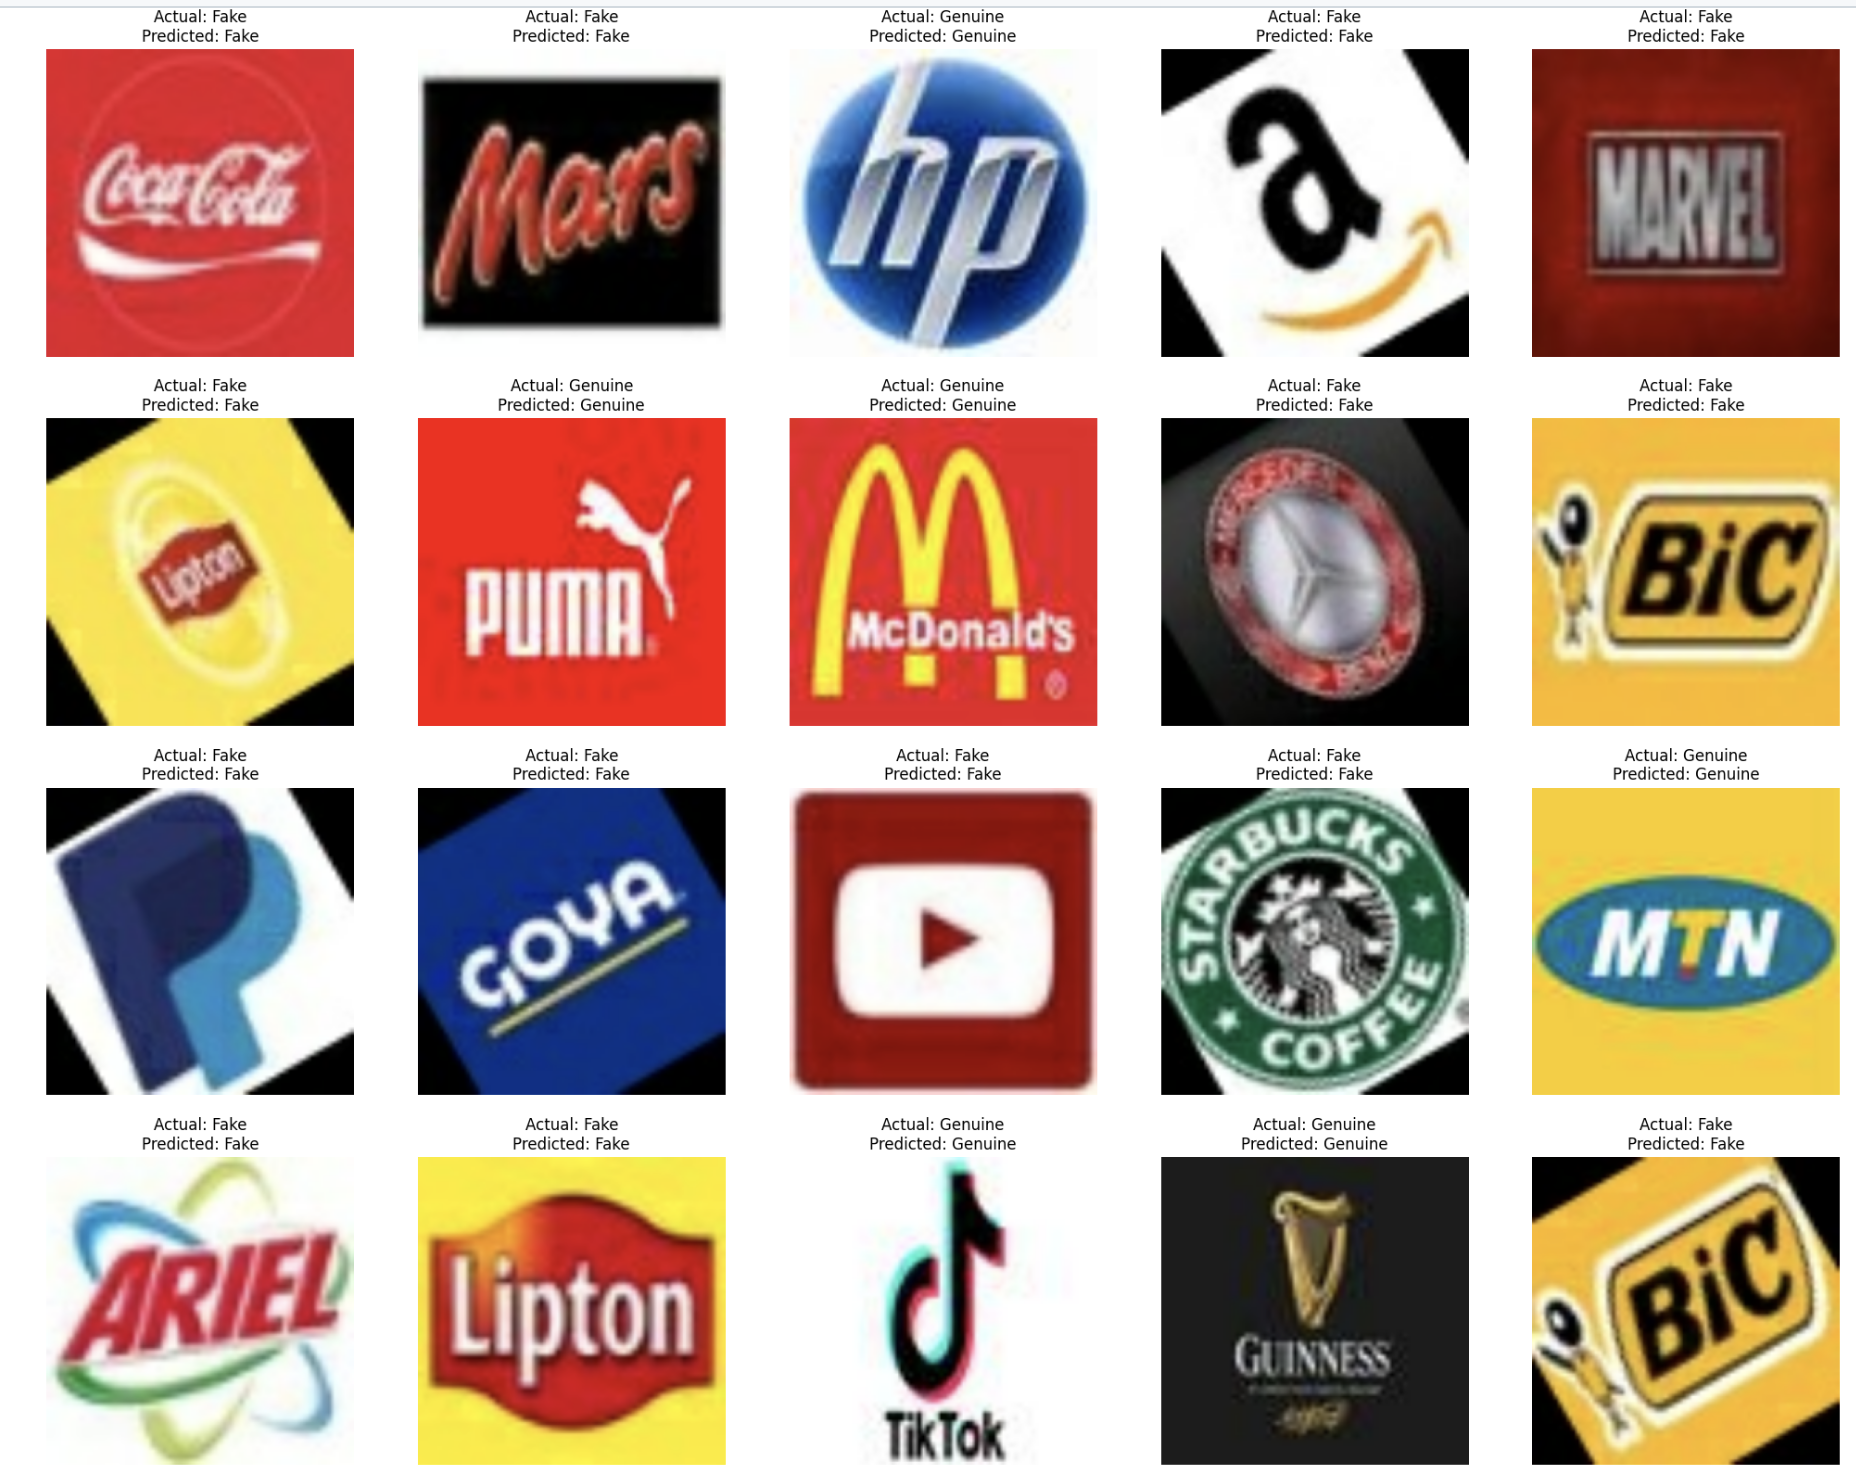 Actual: Fake
Predicted: Fake
Actual: Fake
Predicted: Fake
Actual: Genuine
Predicted: Genuine
Actual: Fake
Predicted: Fake
Actual: Fake
Predicted: Fake
Coca-Cola
Mars
hp
a
MARVEL
Actual: Fake
Predicted: Fake
Actual: Genuine
Predicted: Genuine
Actual: Genuine
Predicted: Genuine
Actual: Fake
Predicted: Fake
Actual: Fake
Predicted: Fake
Lipton
PUMA
McDonald's
®
MERCEDES
BENZ
BiC
Actual: Fake
Predicted: Fake
Actual: Fake
Predicted: Fake
Actual: Fake
Predicted: Fake
Actual: Fake
Predicted: Fake
Actual: Genuine
Predicted: Genuine
GOYA
STARBUCKS
COFFEE
MTN
Actual: Fake
Predicted: Fake
Actual: Fake
Predicted: Fake
Actual: Genuine
Predicted: Genuine
Actual: Genuine
Predicted: Genuine
Actual: Fake
Predicted: Fake
ARIEL
Lipton
TikTok
GUINNESS
BiC